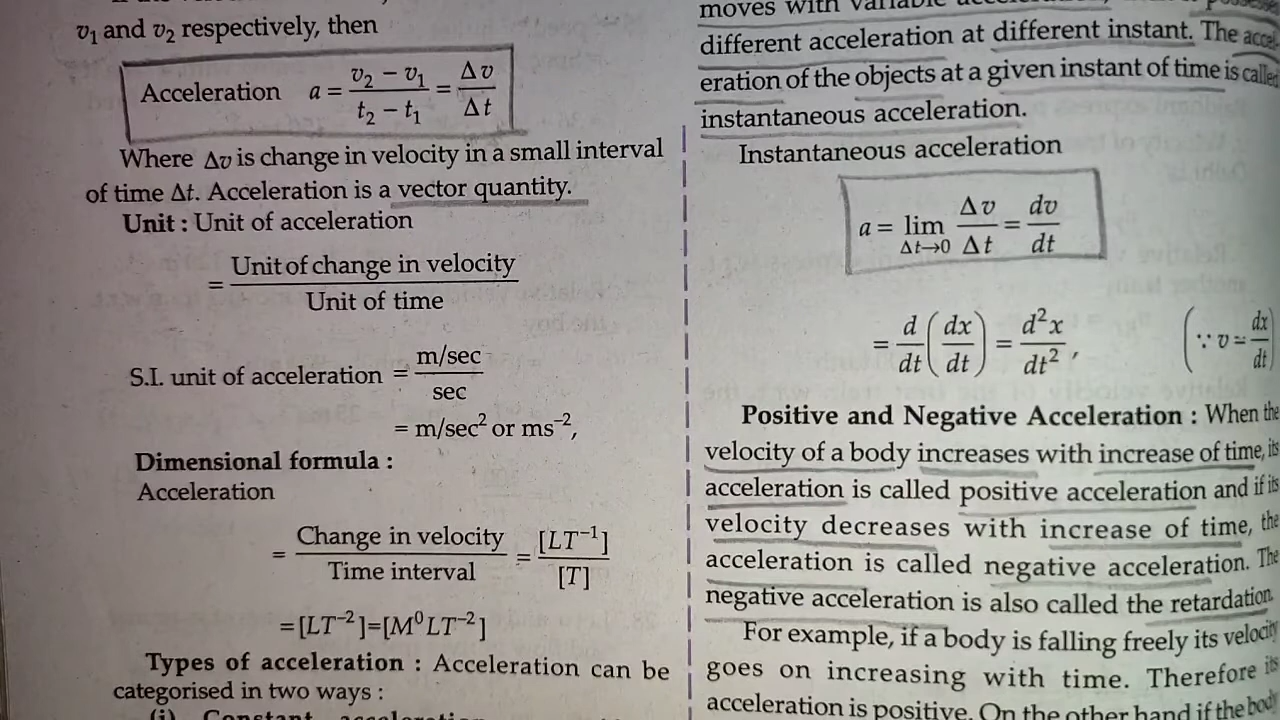 v₁ and v₂ respectively, then
Acceleration a = (v₂ − v₁)/(t₂ − t₁) = Δv/Δt
Where Δv is change in velocity in a small interval
of time Δt. Acceleration is a vector quantity.
Unit : Unit of acceleration
= Unit of change in velocity / Unit of time
S.I. unit of acceleration = m/sec / sec
= m/sec² or ms⁻²,
Dimensional formula :
Acceleration
= Change in velocity / Time interval = [LT⁻¹] / [T]
=[LT⁻²]=[M⁰LT⁻²]
Types of acceleration : Acceleration can be
categorised in two ways :
(i) Constant acceleration
moves with variable
different acceleration at different instant. The accel-
eration of the objects at a given instant of time is called
instantaneous acceleration.
Instantaneous acceleration
a = lim Δt→0 Δv/Δt = dv/dt
= d/dt (dx/dt) = d²x/dt², (∵ v = dx/dt)
Positive and Negative Acceleration : When the
velocity of a body increases with increase of time, its
acceleration is called positive acceleration and if its
velocity decreases with increase of time, the
acceleration is called negative acceleration. The
negative acceleration is also called the retardation.
For example, if a body is falling freely its velocity
goes on increasing with time. Therefore its
acceleration is positive. On the other hand if the body